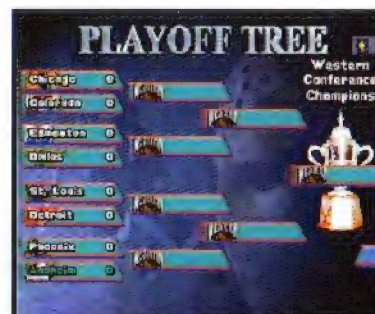 PLAYOFF TREE
Western
Conference
Champions
Chicago 0
Colorado 0
Edmonton 0
Dallas 0
St. Louis 0
Detroit 0
Phoenix 0
Anaheim 0